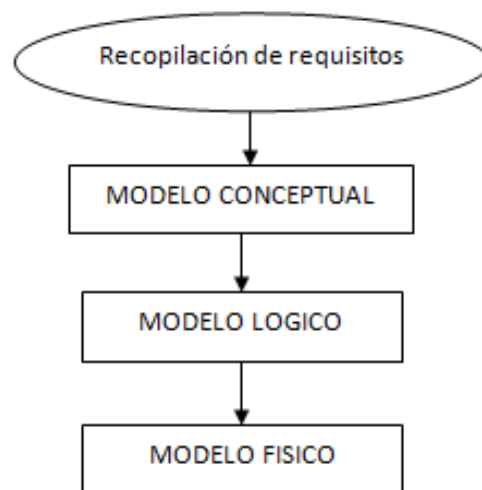 Recopilación de requisitos
MODELO CONCEPTUAL
MODELO LOGICO
MODELO FISICO